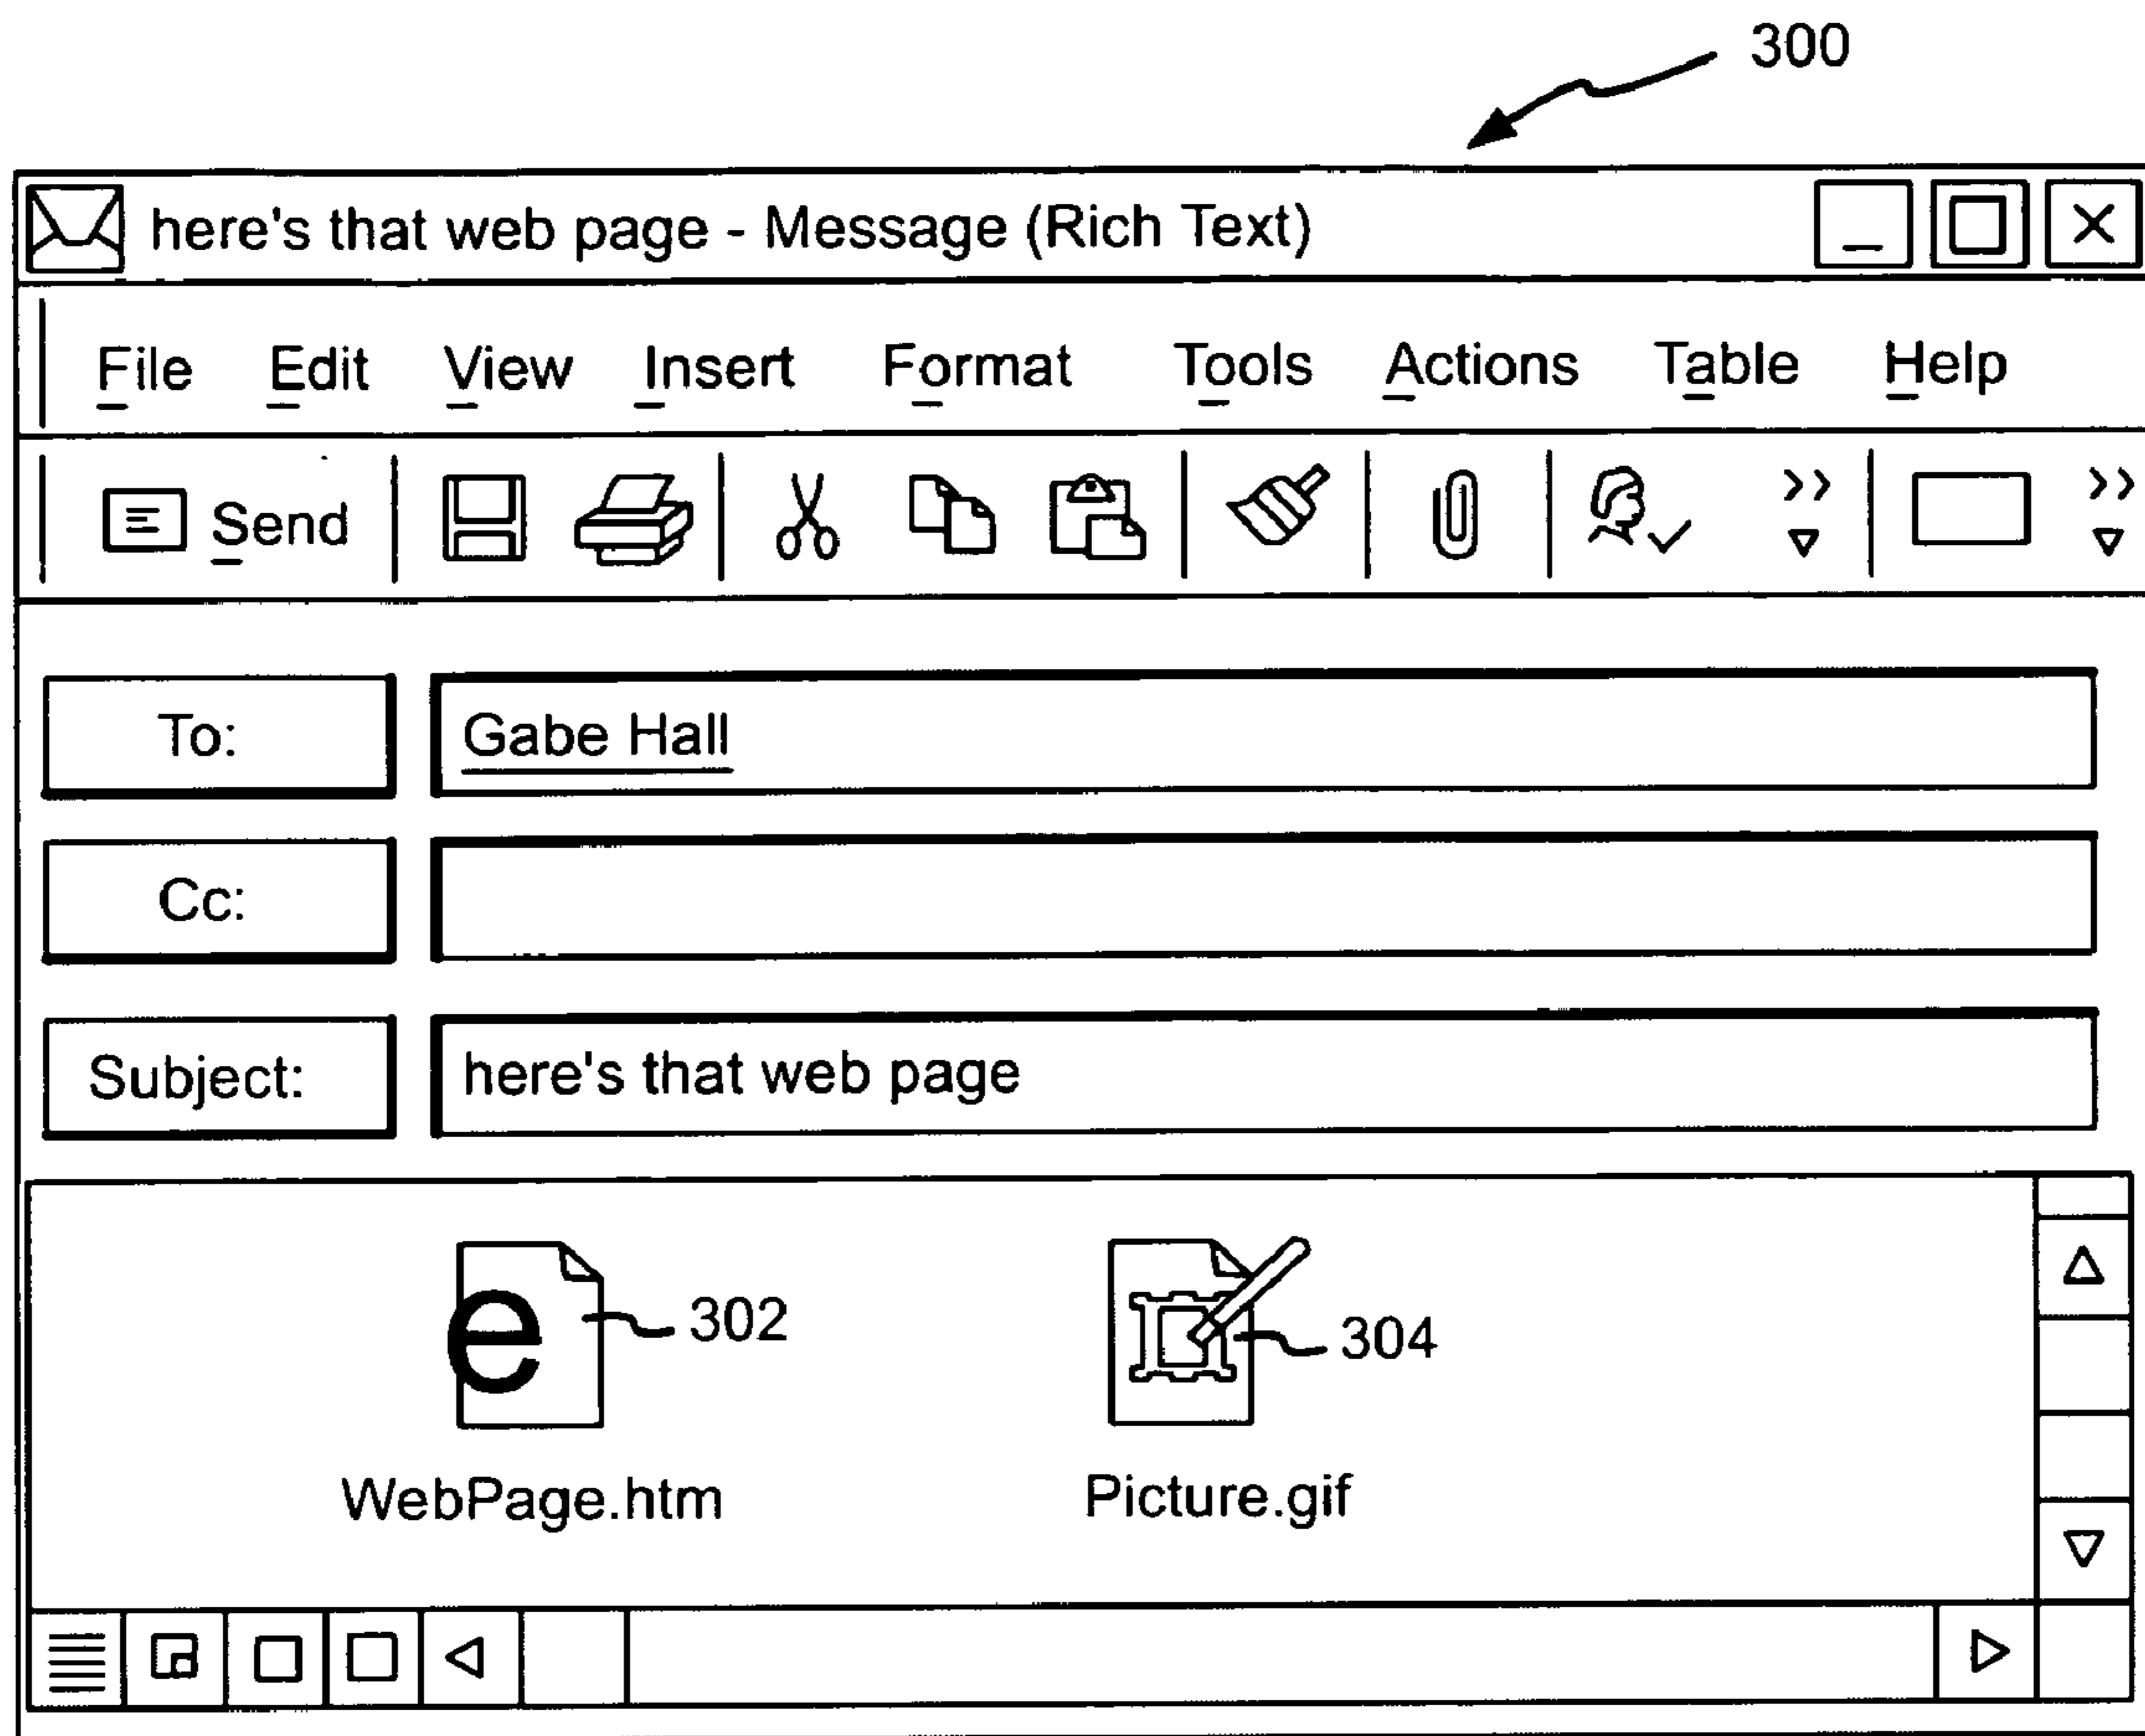 300
here's that web page - Message (Rich Text)
File Edit View Insert Format Tools Actions Table Help
Send
To: Gabe Hall
Cc:
Subject: here's that web page
302 304
WebPage.htm Picture.gif